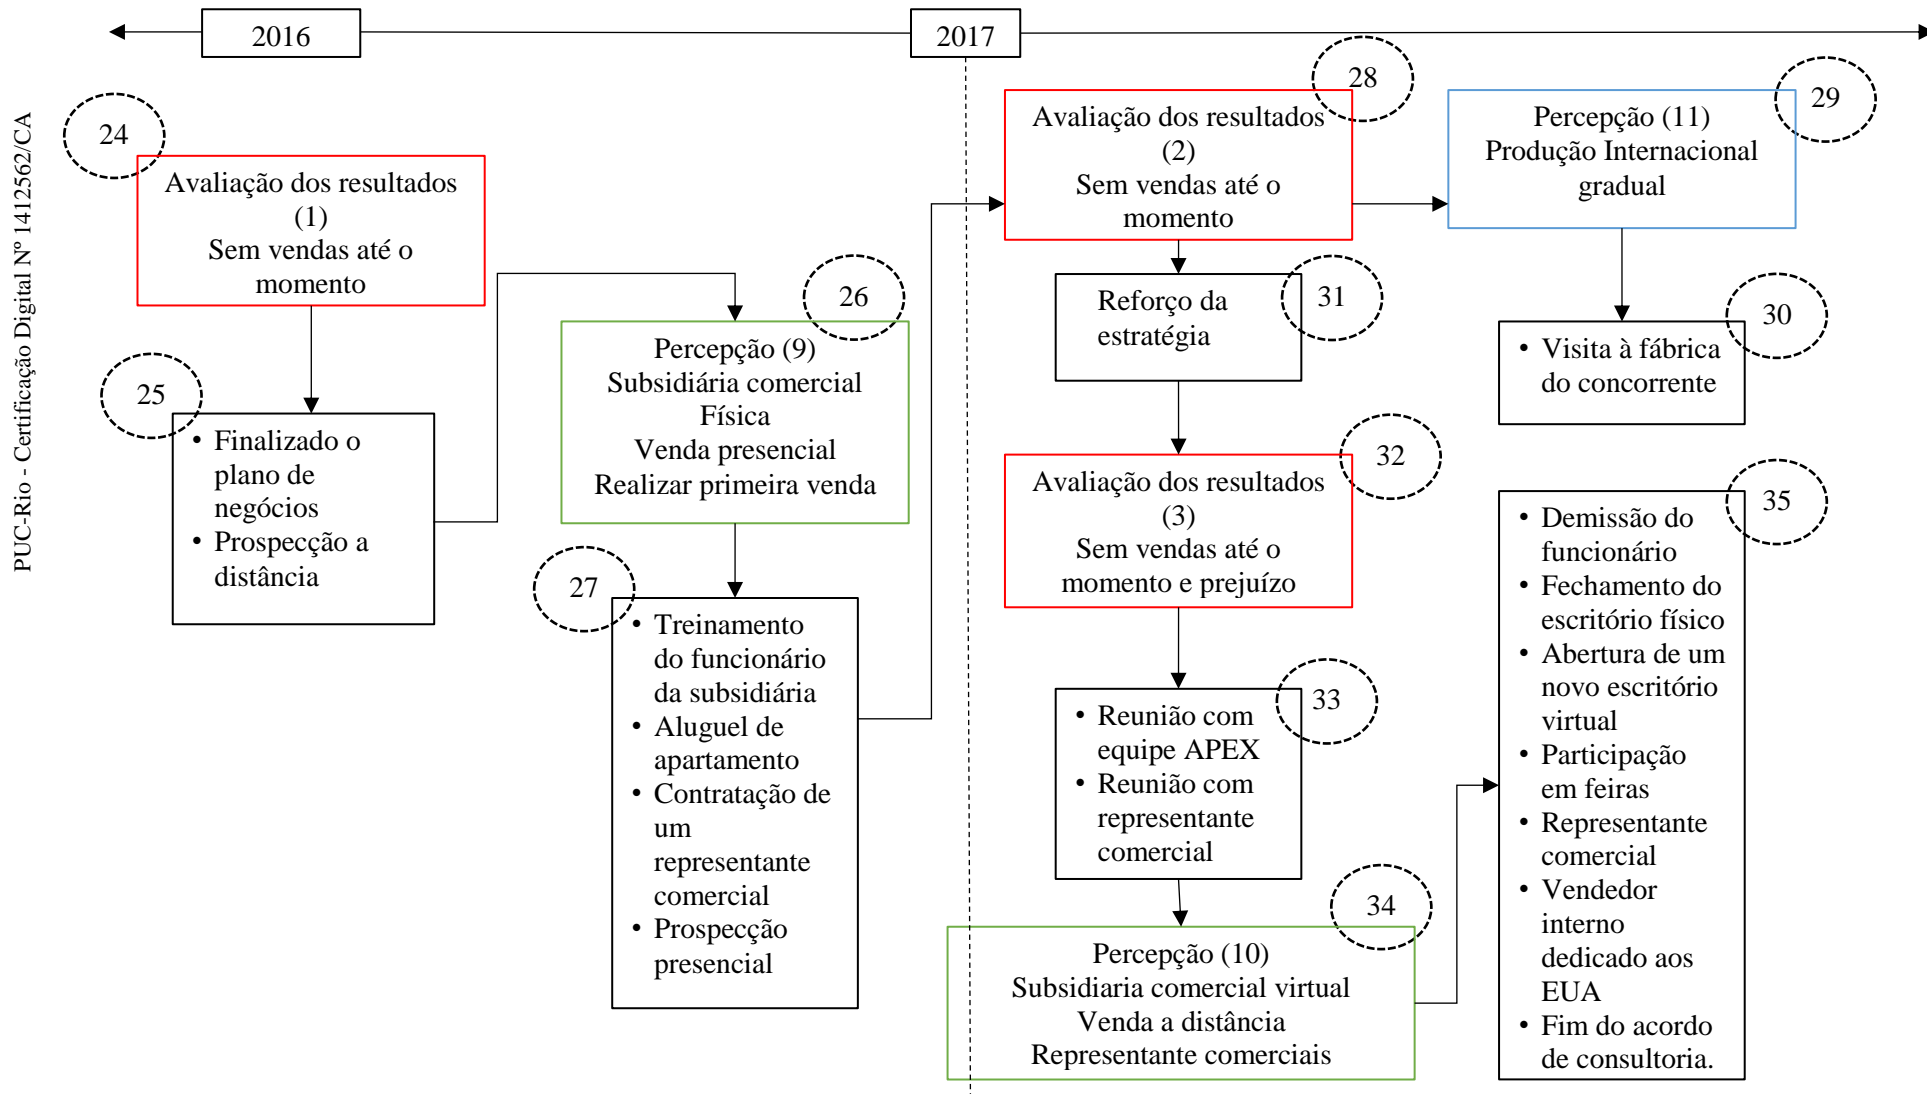 2016
2017
PUC-Rio - Certificação Digital Nº 1412562/CA
24
Avaliação dos resultados
(1)
Sem vendas até o
momento
25
• Finalizado o
plano de
negócios
• Prospecção a
distância
26
Percepção (9)
Subsidiária comercial
Física
Venda presencial
Realizar primeira venda
27
• Treinamento
do funcionário
da subsidiária
• Aluguel de
apartamento
• Contratação de
um
representante
comercial
• Prospecção
presencial
28
Avaliação dos resultados
(2)
Sem vendas até o
momento
29
Percepção (11)
Produção Internacional
gradual
30
• Visita à fábrica
do concorrente
31
Reforço da
estratégia
32
Avaliação dos resultados
(3)
Sem vendas até o
momento e prejuízo
33
• Reunião com
equipe APEX
• Reunião com
representante
comercial
34
Percepção (10)
Subsidiaria comercial virtual
Venda a distância
Representante comerciais
35
• Demissão do
funcionário
• Fechamento do
escritório físico
• Abertura de um
novo escritório
virtual
• Participação
em feiras
• Representante
comercial
• Vendedor
interno
dedicado aos
EUA
• Fim do acordo
de consultoria.